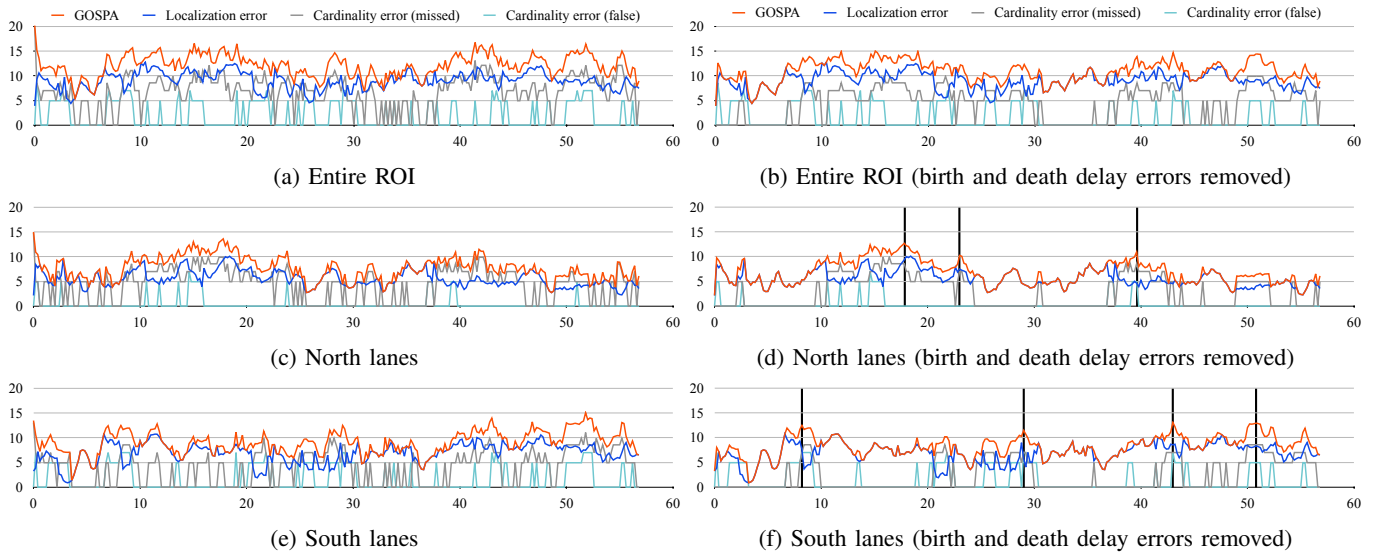 GOSPA Localization error Cardinality error (missed) Cardinality error (false)
20
15
10
5
0
0 10 20 30 40 50 60
(a) Entire ROI
GOSPA Localization error Cardinality error (missed) Cardinality error (false)
20
15
10
5
0
0 10 20 30 40 50 60
(b) Entire ROI (birth and death delay errors removed)
20
15
10
5
0
0 10 20 30 40 50 60
(c) North lanes
20
15
10
5
0
0 10 20 30 40 50 60
(d) North lanes (birth and death delay errors removed)
20
15
10
5
0
0 10 20 30 40 50 60
(e) South lanes
20
15
10
5
0
0 10 20 30 40 50 60
(f) South lanes (birth and death delay errors removed)